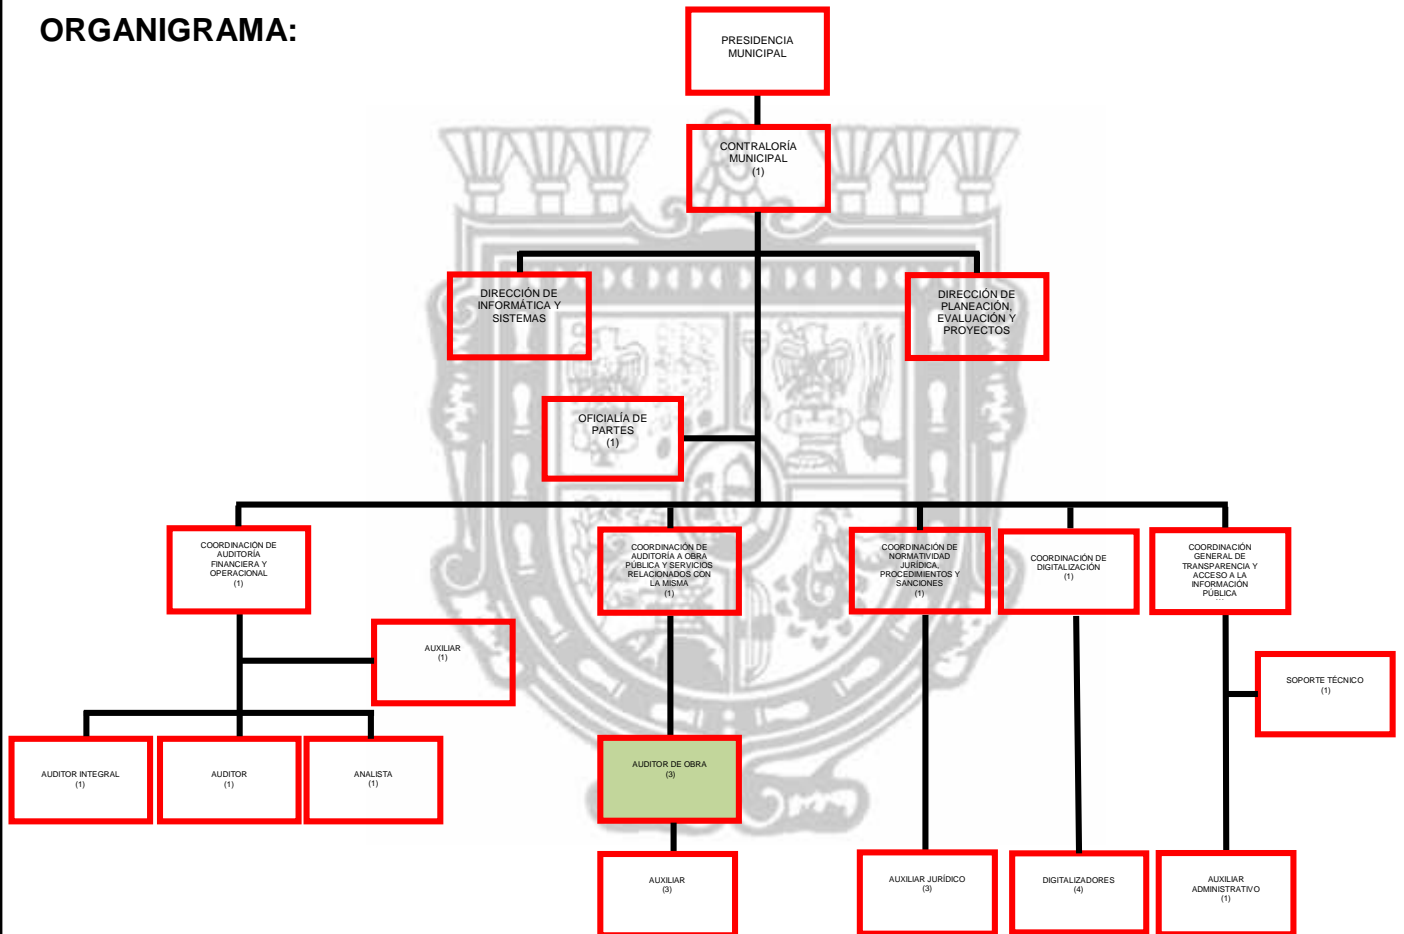 ORGANIGRAMA:
PRESIDENCIA
MUNICIPAL
CONTRALORÍA
MUNICIPAL
(1)
DIRECCIÓN DE
INFORMÁTICA Y
SISTEMAS
DIRECCIÓN DE
PLANEACIÓN,
EVALUACIÓN Y
PROYECTOS
OFICIALÍA DE
PARTES
(1)
COORDINACIÓN DE
AUDITORÍA
FINANCIERA Y
OPERACIONAL
(1)
COORDINACIÓN DE
AUDITORÍA A OBRA
PÚBLICA Y SERVICIOS
RELACIONADOS CON
LA MISMA
(1)
COORDINACIÓN DE
NORMATIVIDAD
JURÍDICA,
PROCEDIMIENTOS Y
SANCIONES
(1)
COORDINACIÓN DE
DIGITALIZACIÓN
(1)
COORDINACIÓN
GENERAL DE
TRANSPARENCIA Y
ACCESO A LA
INFORMACIÓN
PÚBLICA
AUXILIAR
(1)
SOPORTE TÉCNICO
(1)
AUDITOR INTEGRAL
(1)
AUDITOR
(1)
ANALISTA
(1)
AUDITOR DE OBRA
(3)
AUXILIAR
(3)
AUXILIAR JURÍDICO
(3)
DIGITALIZADORES
(4)
AUXILIAR
ADMINISTRATIVO
(1)